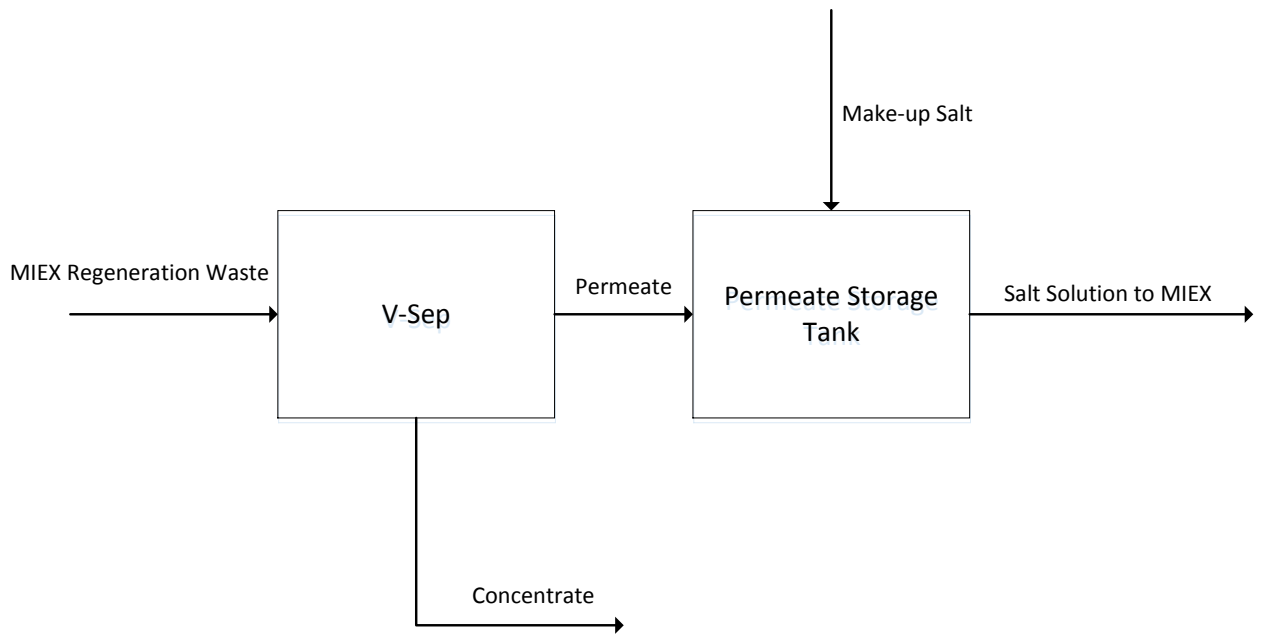 Make-up Salt
MIEX Regeneration Waste
V-Sep
Permeate
Permeate Storage
Tank
Salt Solution to MIEX
Concentrate